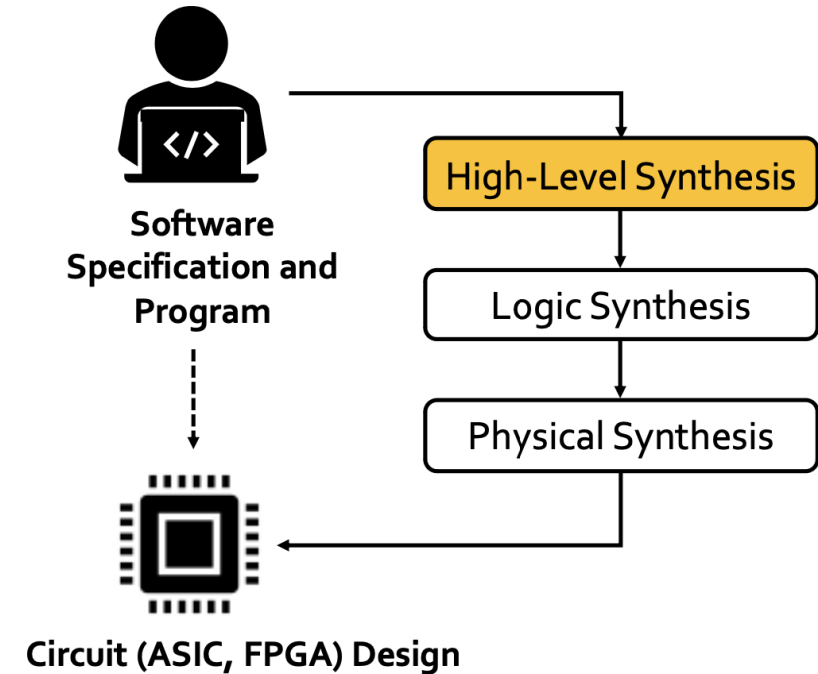 </>
Software
Specification and
Program
High-Level Synthesis
Logic Synthesis
Physical Synthesis
Circuit (ASIC, FPGA) Design